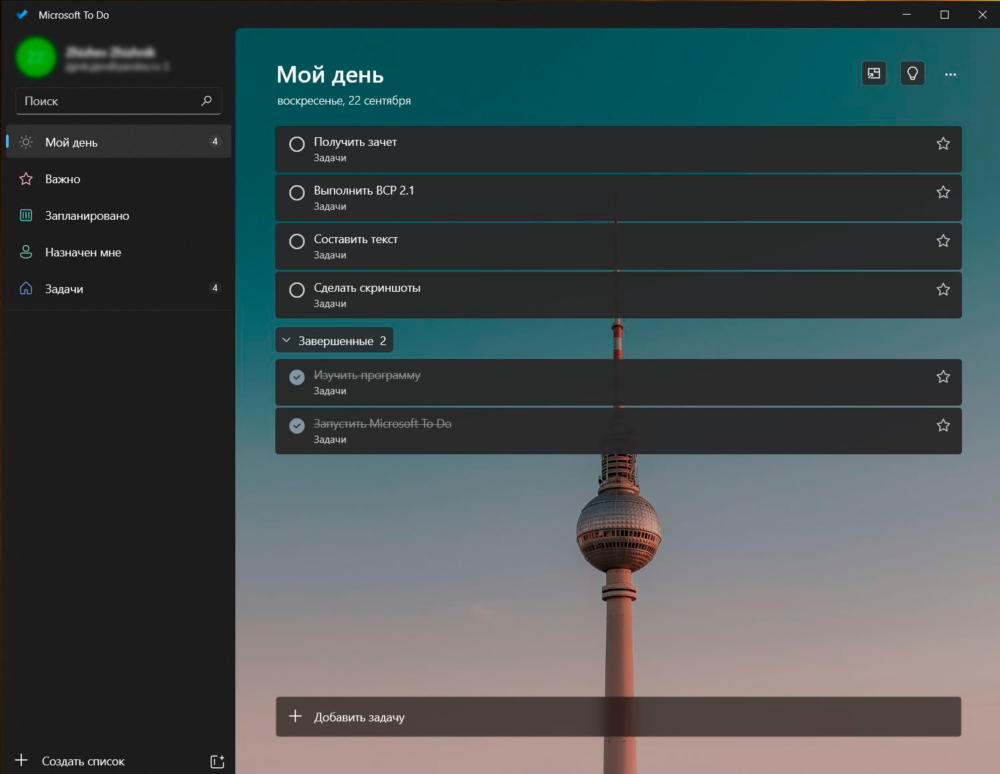 Microsoft To Do
ZZ
Поиск
Мой день 4
Важно
Запланировано
Назначен мне
Задачи 4
Создать список
Мой день
воскресенье, 22 сентября
Получить зачет
Задачи
Выполнить ВСР 2.1
Задачи
Составить текст
Задачи
Сделать скриншоты
Задачи
Завершенные 2
Изучить программу
Задачи
Запустить Microsoft To Do
Задачи
Добавить задачу